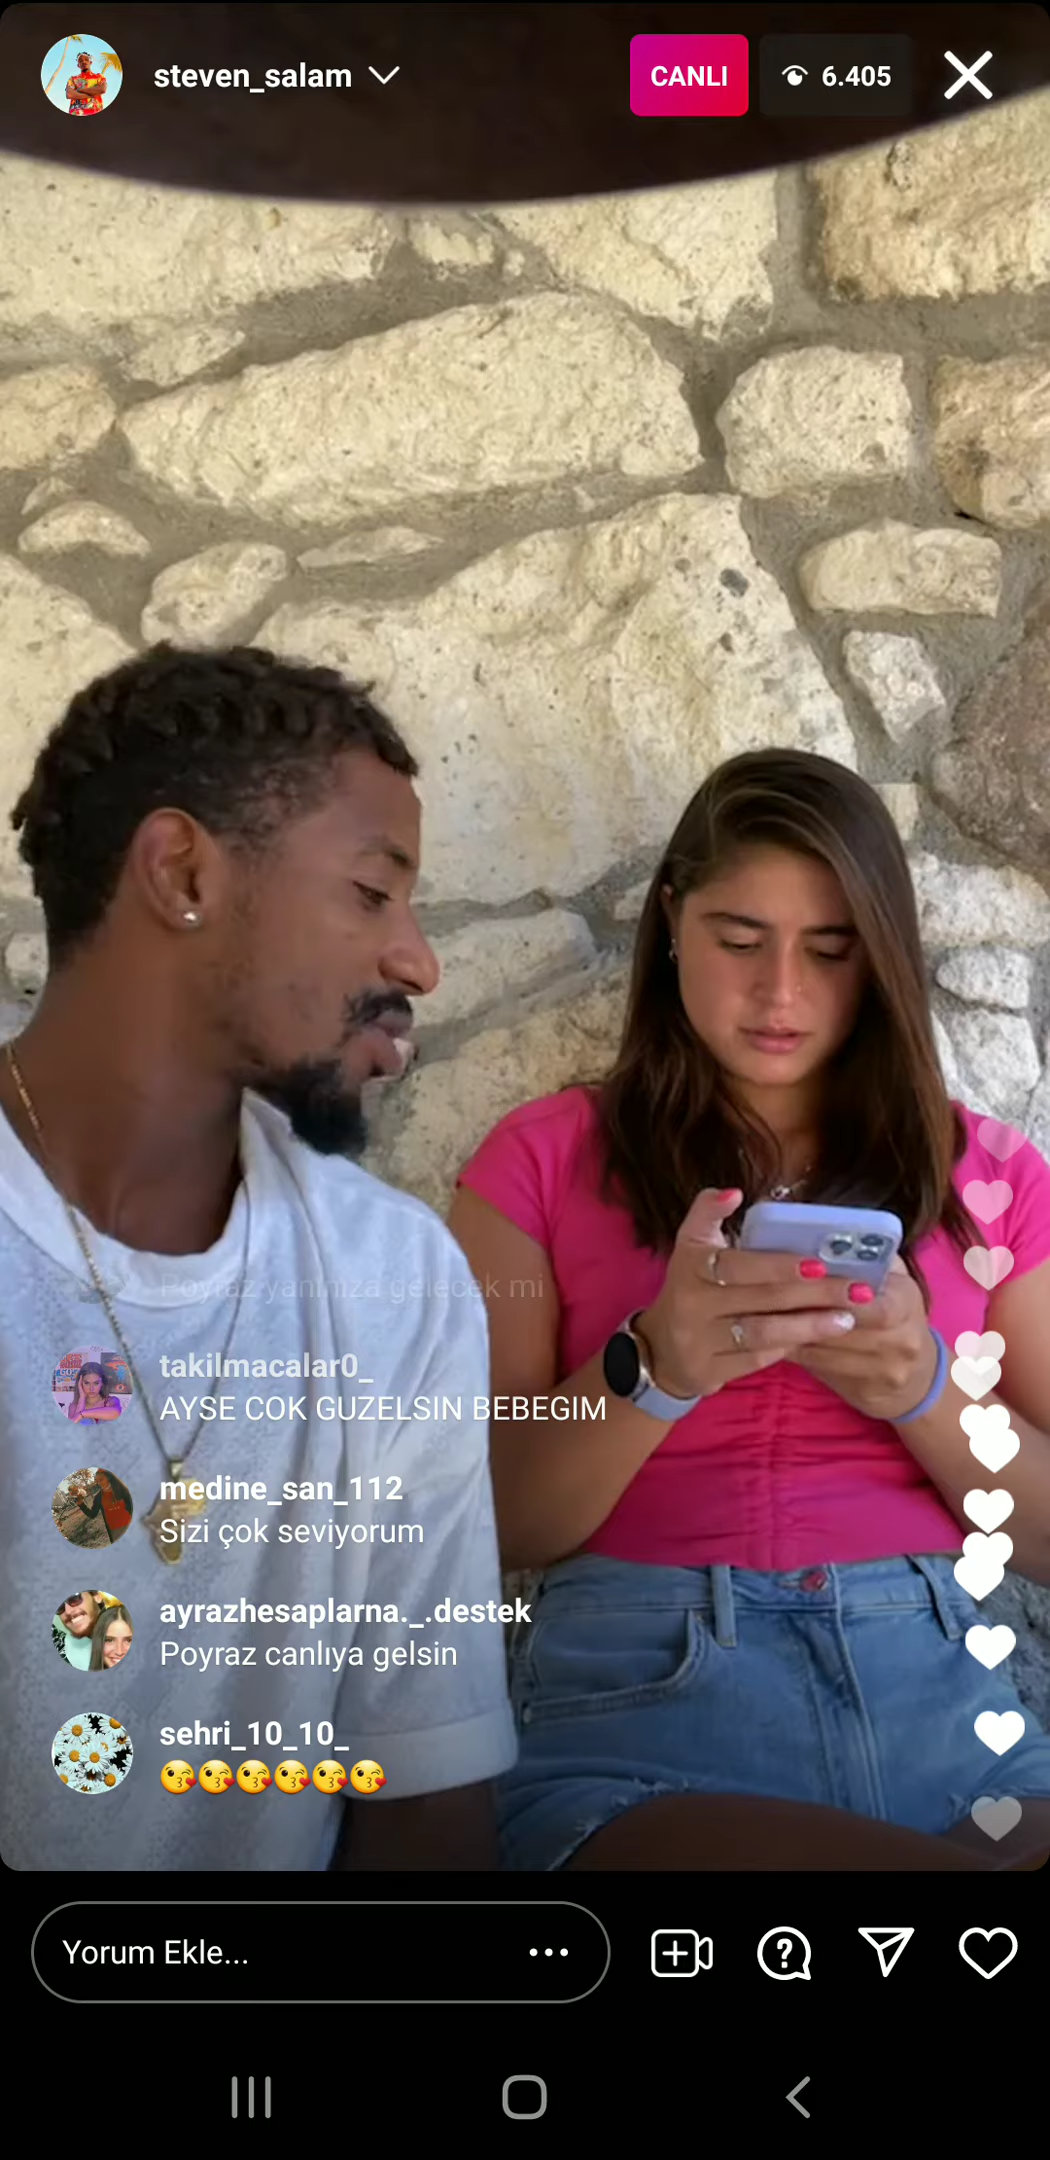 steven_salam
CANLI
6.405
Poyraz yanınıza gelecek mi
takilmacalar0_
AYSE COK GUZELSIN BEBEGIM
medine_san_112
Sizi çok seviyorum
ayrazhesaplarna._.destek
Poyraz canlıya gelsin
sehri_10_10_
😘😘😘😘😘😘
Yorum Ekle...